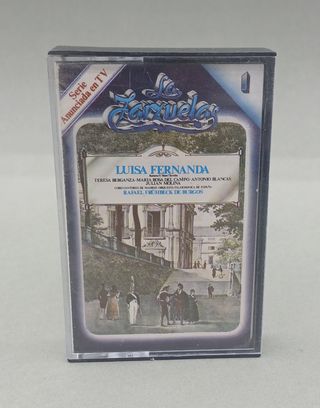 Serie
Anunciada en TV
La
Zarzuela
1
LUISA FERNANDA
TERESA BERGANZA-MARIA ROSA DEL CAMPO-ANTONIO BLANCAS
JULIAN MOLINA
RAFAEL FRÜHBECK DE BURGOS